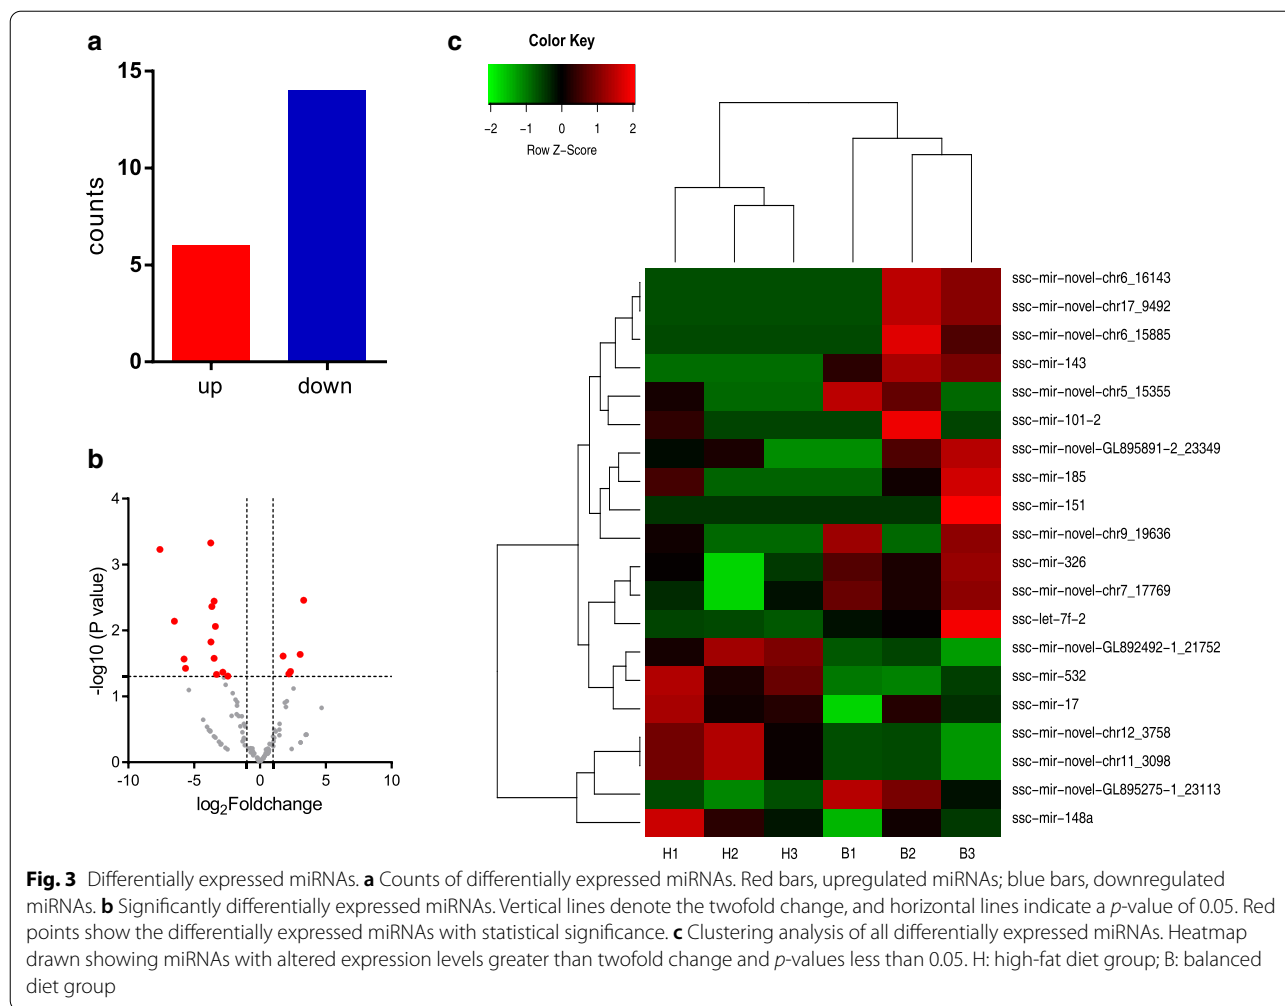 a
15
10
5
0
counts
up
down
b
4
3
2
1
0
-log10 (P value)
-10
-5
0
5
10
log2Foldchange
c
Color Key
−2
−1
0
1
2
Row Z−Score
ssc−mir−novel−chr6_16143
ssc−mir−novel−chr17_9492
ssc−mir−novel−chr6_15885
ssc−mir−143
ssc−mir−novel−chr5_15355
ssc−mir−101−2
ssc−mir−novel−GL895891−2_23349
ssc−mir−185
ssc−mir−151
ssc−mir−novel−chr9_19636
ssc−mir−326
ssc−mir−novel−chr7_17769
ssc−let−7f−2
ssc−mir−novel−GL892492−1_21752
ssc−mir−532
ssc−mir−17
ssc−mir−novel−chr12_3758
ssc−mir−novel−chr11_3098
ssc−mir−novel−GL895275−1_23113
ssc−mir−148a
H1
H2
H3
B1
B2
B3
Fig. 3 Differentially expressed miRNAs. a Counts of differentially expressed miRNAs. Red bars, upregulated miRNAs; blue bars, downregulated
miRNAs. b Significantly differentially expressed miRNAs. Vertical lines denote the twofold change, and horizontal lines indicate a p-value of 0.05. Red
points show the differentially expressed miRNAs with statistical significance. c Clustering analysis of all differentially expressed miRNAs. Heatmap
drawn showing miRNAs with altered expression levels greater than twofold change and p-values less than 0.05. H: high-fat diet group; B: balanced
diet group